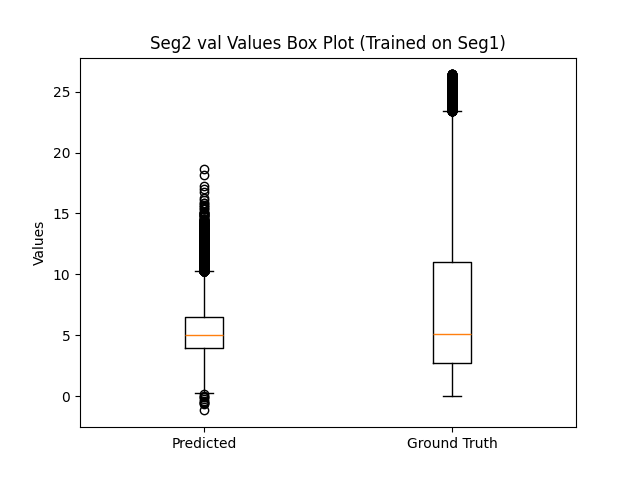 Seg2 val Values Box Plot (Trained on Seg1)
25
20
15
10
5
0
Values
Predicted
Ground Truth